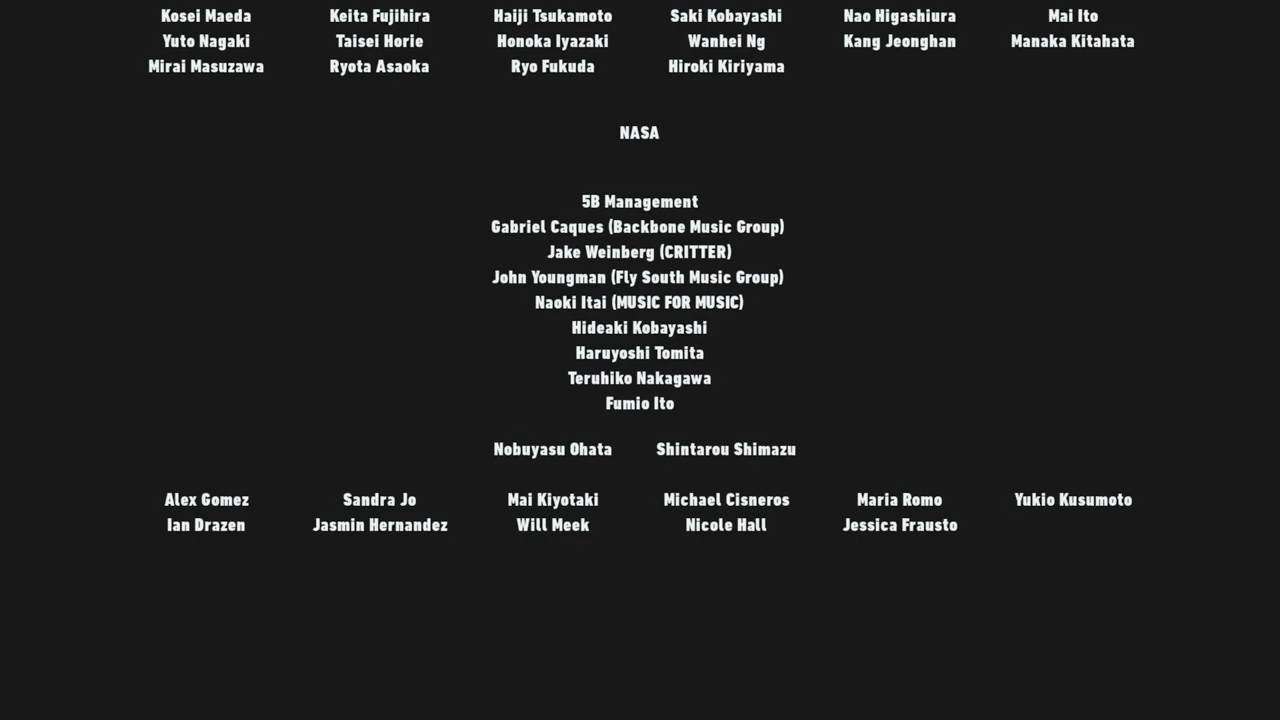 Kosei Maeda Keita Fujihira Haiji Tsukamoto Saki Kobayashi Nao Higashiura Mai Ito
Yuto Nagaki Taisei Horie Honoka Iyazaki Wanhei Ng Kang Jeonghan Manaka Kitahata
Mirai Masuzawa Ryota Asaoka Ryo Fukuda Hiroki Kiriyama
NASA
5B Management
Gabriel Caques (Backbone Music Group)
Jake Weinberg (CRITTER)
John Youngman (Fly South Music Group)
Naoki Itai (MUSIC FOR MUSIC)
Hideaki Kobayashi
Haruyoshi Tomita
Teruhiko Nakagawa
Fumio Ito
Nobuyasu Ohata Shintarou Shimazu
Alex Gomez Sandra Jo Mai Kiyotaki Michael Cisneros Maria Romo Yukio Kusumoto
Ian Drazen Jasmin Hernandez Will Meek Nicole Hall Jessica Frausto